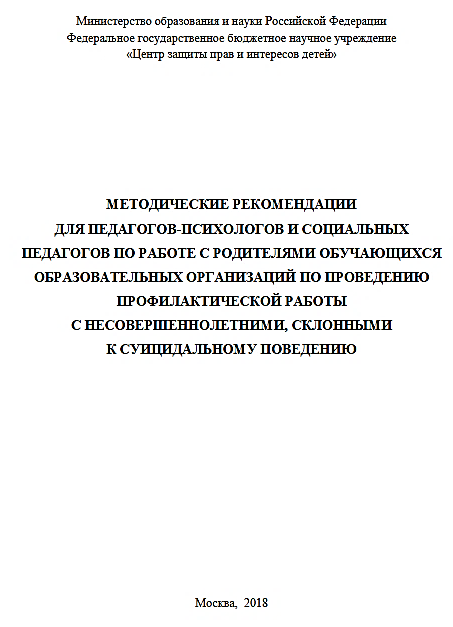 Министерство образования и науки Российской Федерации
Федеральное государственное бюджетное научное учреждение
«Центр защиты прав и интересов детей»
МЕТОДИЧЕСКИЕ РЕКОМЕНДАЦИИ
ДЛЯ ПЕДАГОГОВ-ПСИХОЛОГОВ И СОЦИАЛЬНЫХ
ПЕДАГОГОВ ПО РАБОТЕ С РОДИТЕЛЯМИ ОБУЧАЮЩИХСЯ
ОБРАЗОВАТЕЛЬНЫХ ОРГАНИЗАЦИЙ ПО ПРОВЕДЕНИЮ
ПРОФИЛАКТИЧЕСКОЙ РАБОТЫ
С НЕСОВЕРШЕННОЛЕТНИМИ, СКЛОННЫМИ
К СУИЦИДАЛЬНОМУ ПОВЕДЕНИЮ
Москва, 2018